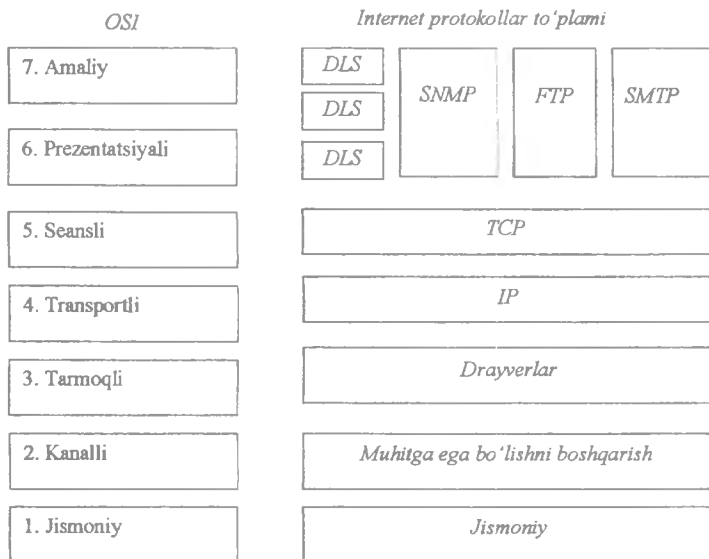 OSI
Internet protokollar to‘plami
7. Amaliy
6. Prezentatsiyali
5. Seansli
4. Transportli
3. Tarmoqli
2. Kanalli
1. Jismoniy
DLS
DLS
DLS
SNMP
FTP
SMTP
TCP
IP
Drayverlar
Muhitga ega bo‘lishni boshqarish
Jismoniy